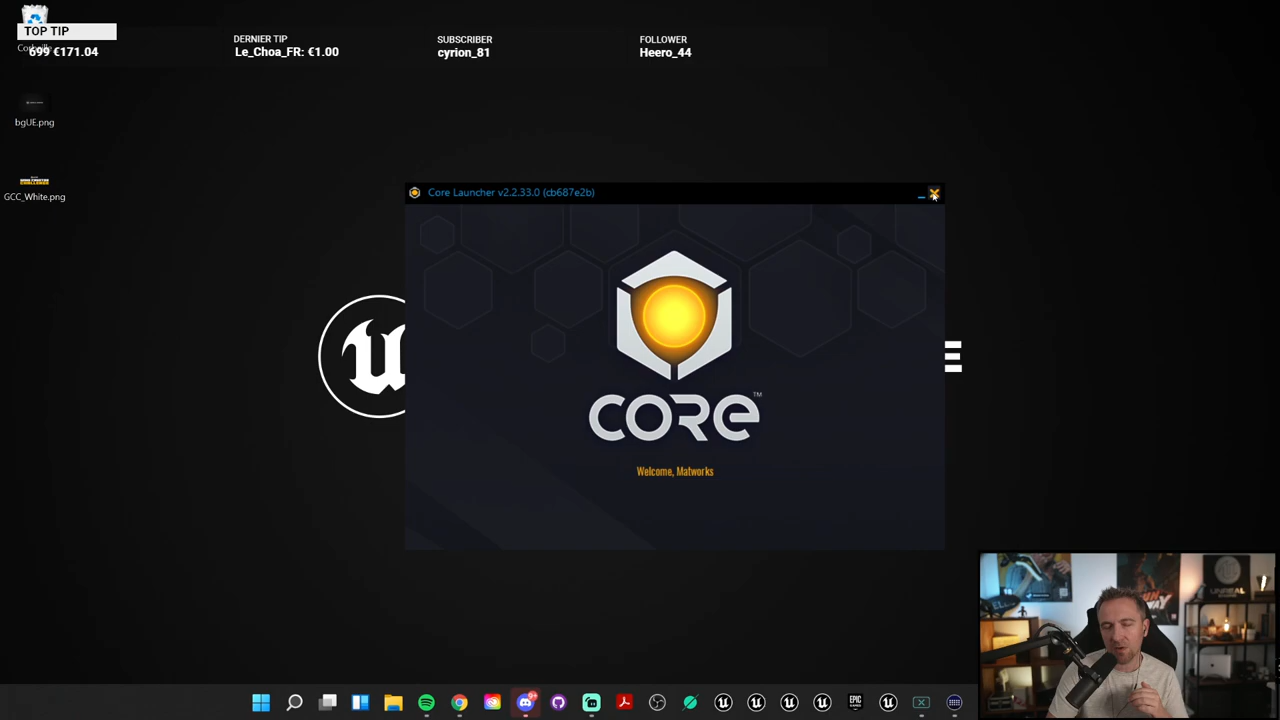 TOP TIP
699 €171.04
DERNIER TIP
Le_Choa_FR: €1.00
SUBSCRIBER
cyrion_81
FOLLOWER
Heero_44
bgUE.png
GCC_White.png
Core Launcher v2.2.33.0 (cb687e2b)
CORE™
Welcome, Matworks
E